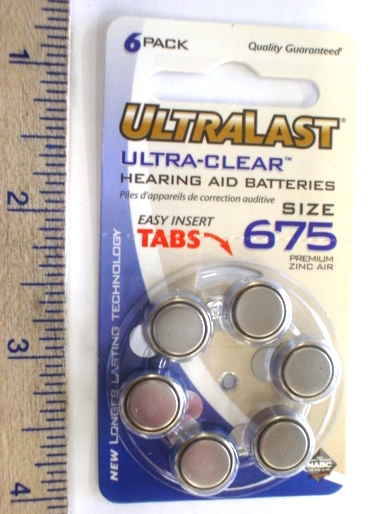 6 PACK
Quality Guaranteed*
ULTRALAST®
ULTRA-CLEAR™
HEARING AID BATTERIES
Piles d'appareils de correction auditive
EASY INSERT
TABS
SIZE
675
PREMIUM
ZINC AIR
NEW LONGER LASTING TECHNOLOGY
NABC
1
2
3
4